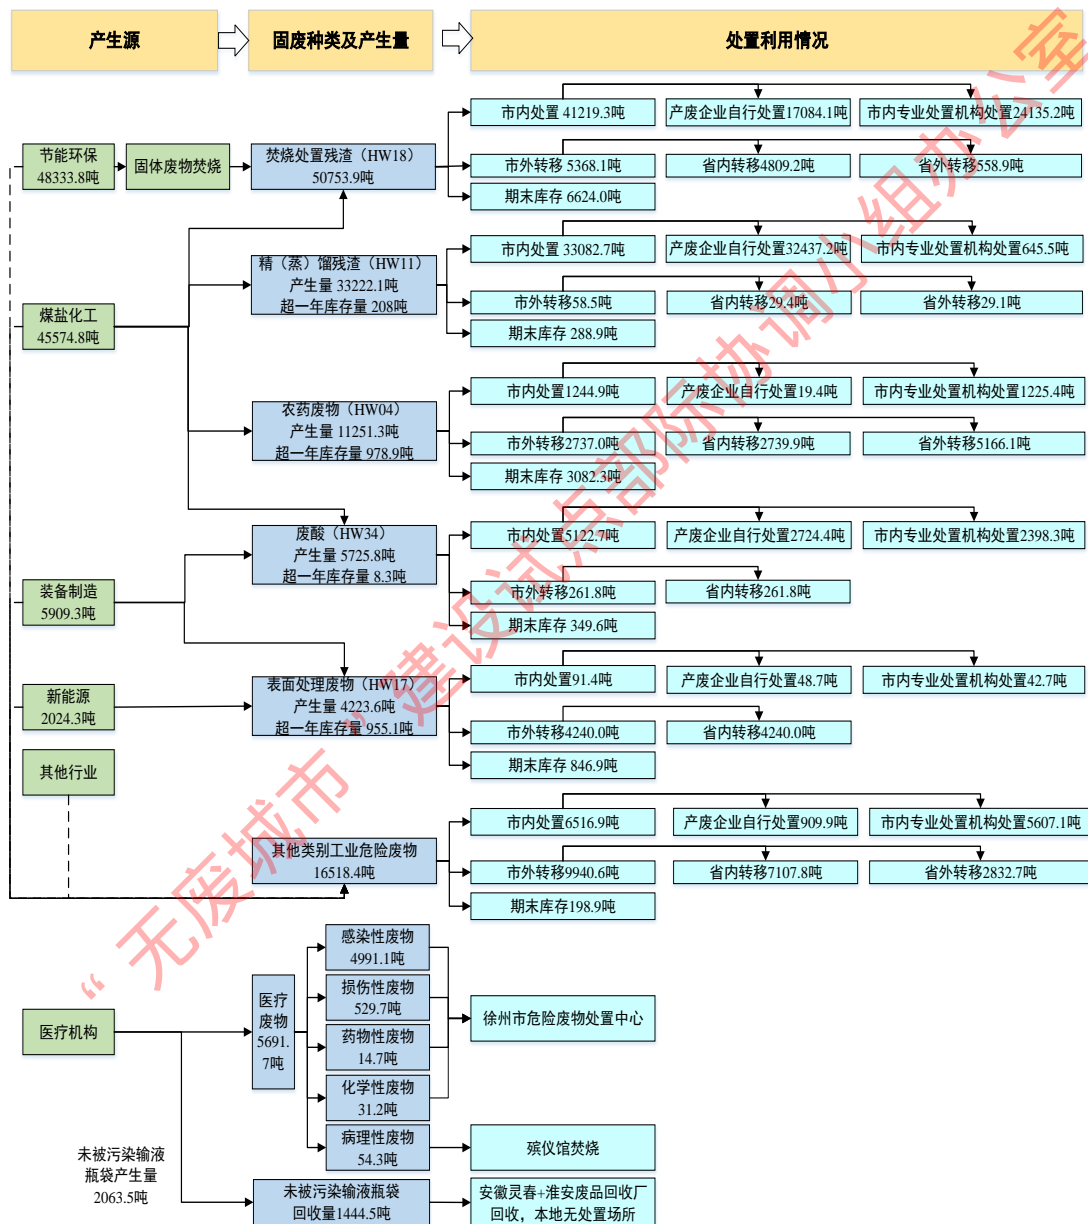 产生源
固废种类及产生量
处置利用情况
节能环保
48333.8吨
固体废物焚烧
焚烧处置残渣（HW18）
50753.9吨
市内处置 41219.3吨
产废企业自行处置17084.1吨
市内专业处置机构处置24135.2吨
市外转移 5368.1吨
省内转移4809.2吨
省外转移558.9吨
期末库存 6624.0吨
煤盐化工
45574.8吨
精（蒸）馏残渣（HW11）
产生量 33222.1吨
超一年库存量 208吨
市内处置 33082.7吨
产废企业自行处置32437.2吨
市内专业处置机构处置645.5吨
市外转移58.5吨
省内转移29.4吨
省外转移29.1吨
期末库存 288.9吨
农药废物（HW04）
产生量 11251.3吨
超一年库存量 978.9吨
市内处置1244.9吨
产废企业自行处置19.4吨
市内专业处置机构处置1225.4吨
市外转移2737.0吨
省内转移2739.9吨
省外转移5166.1吨
期末库存 3082.3吨
装备制造
5909.3吨
废酸（HW34）
产生量 5725.8吨
超一年库存量 8.3吨
市内处置5122.7吨
产废企业自行处置2724.4吨
市内专业处置机构处置2398.3吨
市外转移261.8吨
省内转移261.8吨
期末库存 349.6吨
新能源
2024.3吨
表面处理废物（HW17）
产生量 4223.6吨
超一年库存量 955.1吨
市内处置91.4吨
产废企业自行处置48.7吨
市内专业处置机构处置42.7吨
市外转移4240.0吨
省内转移4240.0吨
期末库存 846.9吨
其他行业
其他类别工业危险废物
16518.4吨
市内处置6516.9吨
产废企业自行处置909.9吨
市内专业处置机构处置5607.1吨
市外转移9940.6吨
省内转移7107.8吨
省外转移2832.7吨
期末库存198.9吨
医疗机构
医疗
废物
5691.
7吨
感染性废物
4991.1吨
损伤性废物
529.7吨
药物性废物
14.7吨
化学性废物
31.2吨
病理性废物
54.3吨
徐州市危险废物处置中心
殡仪馆焚烧
未被污染输液
瓶袋产生量
2063.5吨
未被污染输液瓶袋
回收量1444.5吨
安徽灵春+淮安废品回收厂
回收，本地无处置场所
“无废城市”建设试点部际协调小组办公室